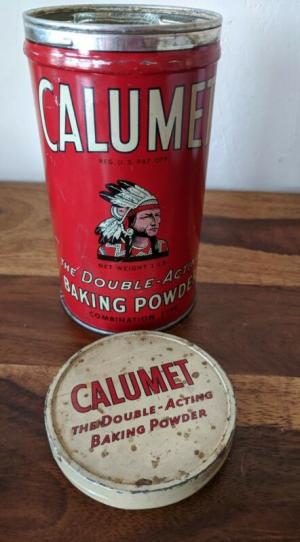 CALUMET
REG. U.S. PAT. OFF.
NET WEIGHT 1 LB.
THE DOUBLE-ACTING
BAKING POWDER
COMBINATION TYPE
CALUMET
THE DOUBLE-ACTING
BAKING POWDER